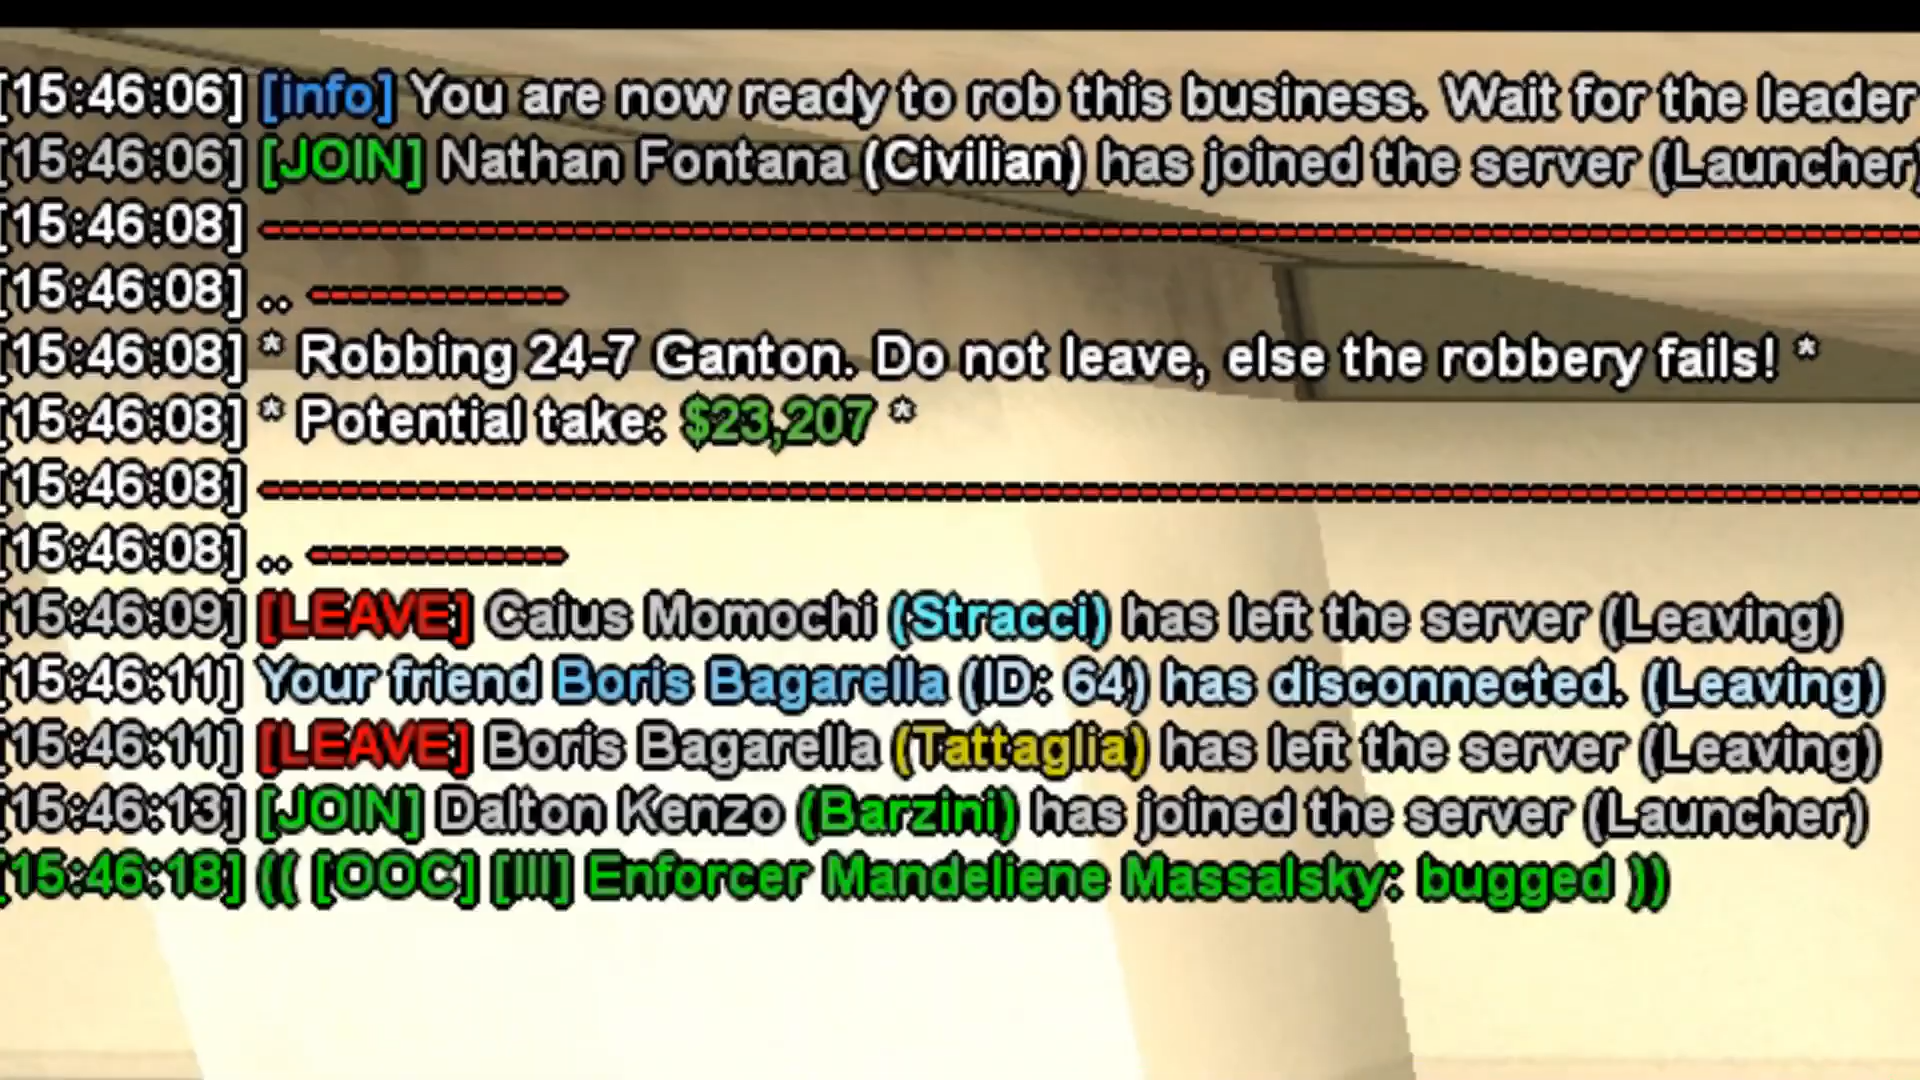 [15:46:06] [info] You are now ready to rob this business. Wait for the leader
[15:46:06] [JOIN] Nathan Fontana (Civilian) has joined the server (Launcher)
[15:46:08] --------------------------------------------------------------------------------
[15:46:08] .. -------------
[15:46:08] * Robbing 24-7 Ganton. Do not leave, else the robbery fails! *
[15:46:08] * Potential take: $23,207 *
[15:46:08] --------------------------------------------------------------------------------
[15:46:08] .. -------------
[15:46:09] [LEAVE] Caius Momochi (Stracci) has left the server (Leaving)
[15:46:11] Your friend Boris Bagarella (ID: 64) has disconnected. (Leaving)
[15:46:11] [LEAVE] Boris Bagarella (Tattaglia) has left the server (Leaving)
[15:46:13] [JOIN] Dalton Kenzo (Barzini) has joined the server (Launcher)
[15:46:18] (( [OOC] [III] Enforcer Mandeliene Massalsky: bugged ))